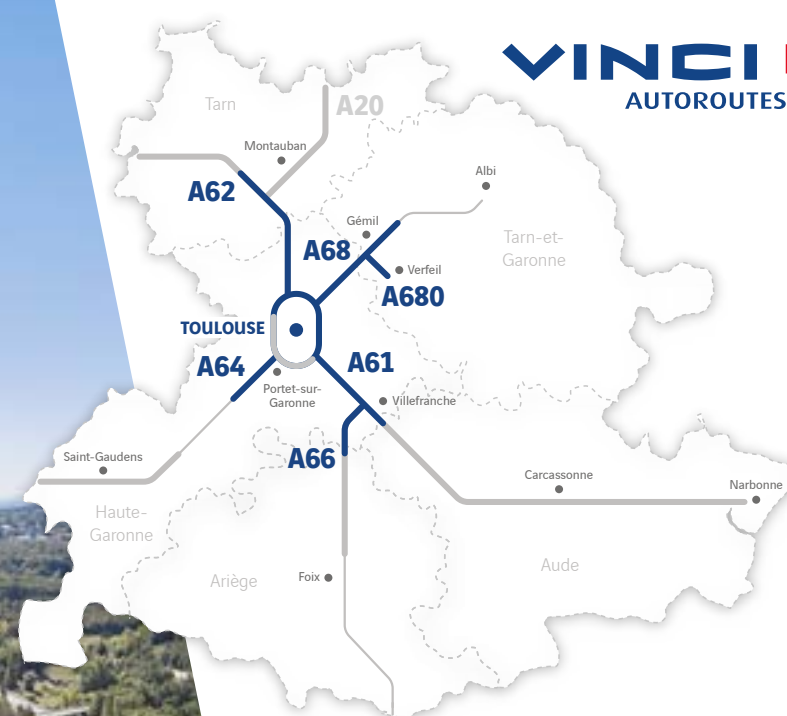 VINCI
AUTOROUTES
Tarn
A20
Montauban
A62
Albi
Gémil
A68
Tarn-et-
Garonne
Verfeil
A680
TOULOUSE
A64
A61
Portet-sur-
Garonne
Villefranche
A66
Saint-Gaudens
Carcassonne
Narbonne
Haute-
Garonne
Ariège
Foix
Aude